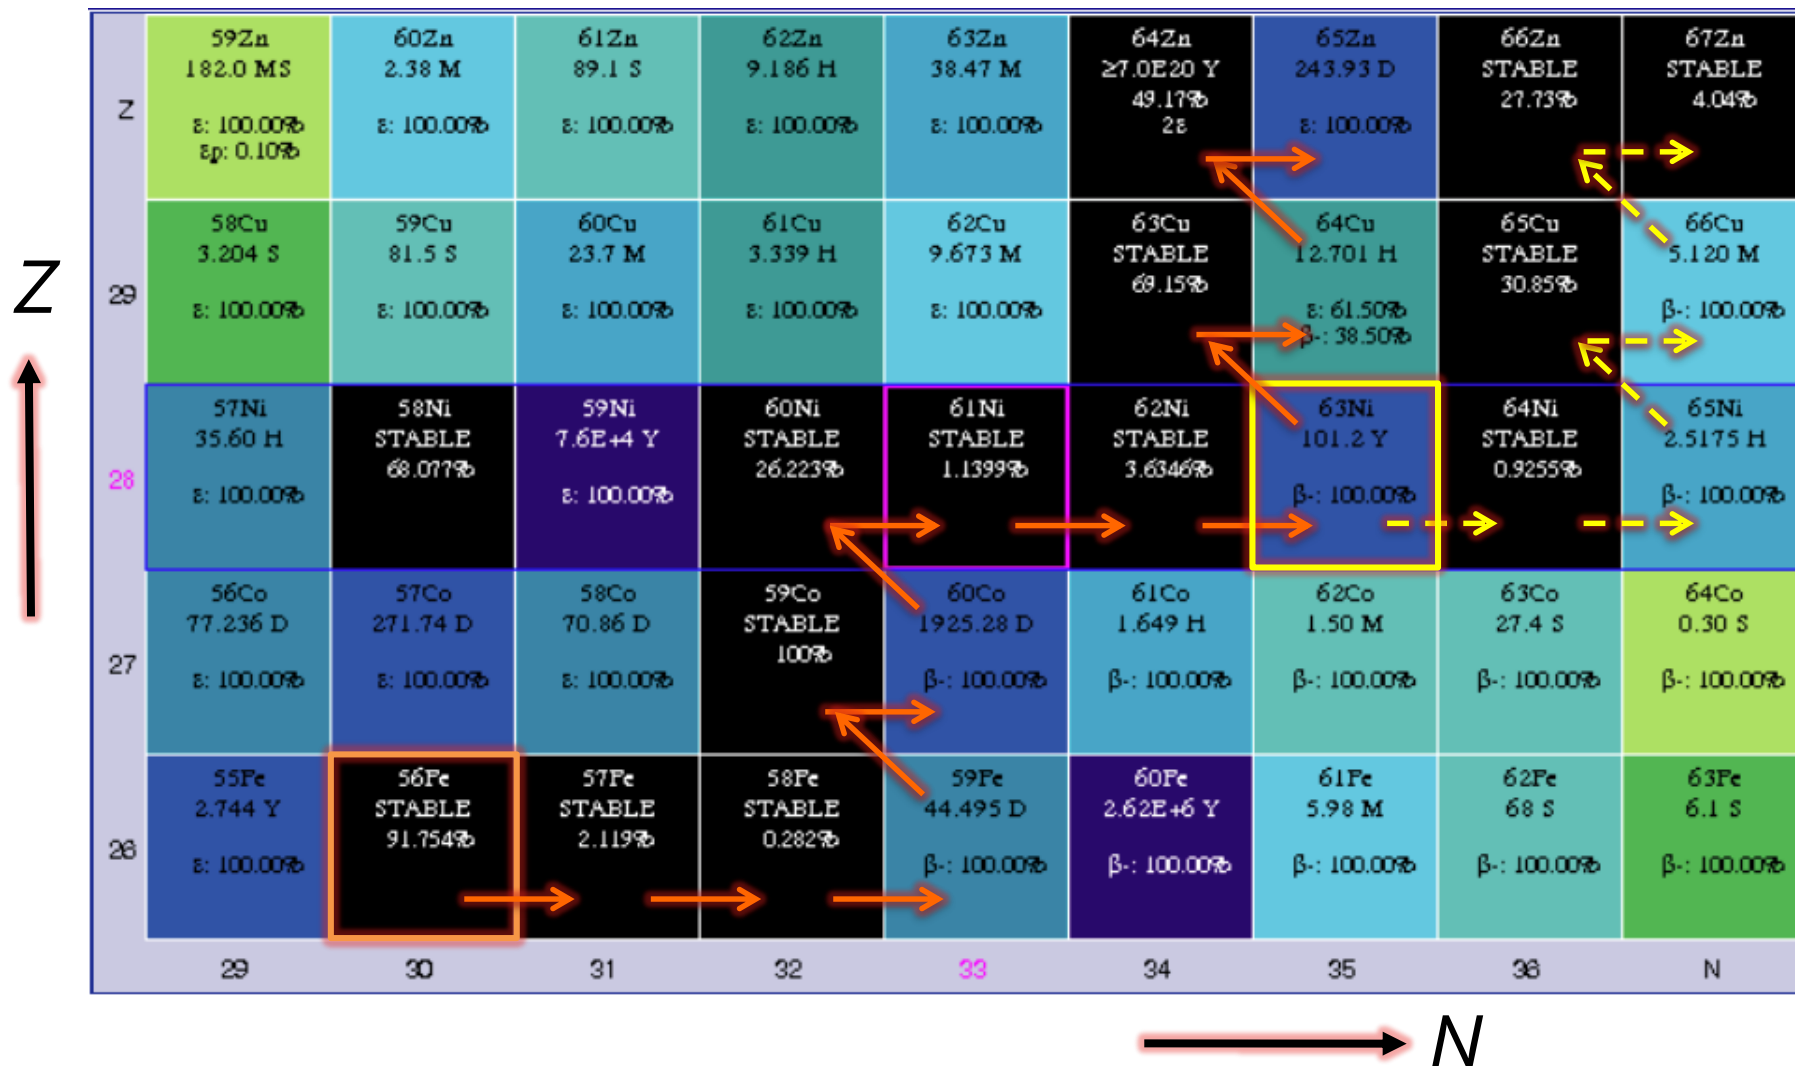 59Zn
182.0 MS
ε: 100.00%
εp: 0.10%
60Zn
2.38 M
ε: 100.00%
61Zn
89.1 S
ε: 100.00%
62Zn
9.186 H
ε: 100.00%
63Zn
38.47 M
ε: 100.00%
64Zn
≥7.0E20 Y
49.17%
2ε
65Zn
243.93 D
ε: 100.00%
66Zn
STABLE
27.73%
67Zn
STABLE
4.04%
Z
58Cu
3.204 S
ε: 100.00%
59Cu
81.5 S
ε: 100.00%
60Cu
23.7 M
ε: 100.00%
61Cu
3.339 H
ε: 100.00%
62Cu
9.673 M
ε: 100.00%
63Cu
STABLE
69.15%
64Cu
12.701 H
ε: 61.50%
β-: 38.50%
65Cu
STABLE
30.85%
66Cu
5.120 M
β-: 100.00%
29
Z
57Ni
35.60 H
ε: 100.00%
58Ni
STABLE
68.077%
59Ni
7.6E+4 Y
ε: 100.00%
60Ni
STABLE
26.223%
61Ni
STABLE
1.1399%
62Ni
STABLE
3.6346%
63Ni
101.2 Y
β-: 100.00%
64Ni
STABLE
0.9255%
65Ni
2.5175 H
β-: 100.00%
28
56Co
77.236 D
ε: 100.00%
57Co
271.74 D
ε: 100.00%
58Co
70.86 D
ε: 100.00%
59Co
STABLE
100%
60Co
1925.28 D
β-: 100.00%
61Co
1.649 H
β-: 100.00%
62Co
1.50 M
β-: 100.00%
63Co
27.4 S
β-: 100.00%
64Co
0.30 S
β-: 100.00%
27
55Fe
2.744 Y
ε: 100.00%
56Fe
STABLE
91.754%
57Fe
STABLE
2.119%
58Fe
STABLE
0.282%
59Fe
44.495 D
β-: 100.00%
60Fe
2.62E+6 Y
β-: 100.00%
61Fe
5.98 M
β-: 100.00%
62Fe
68 S
β-: 100.00%
63Fe
6.1 S
β-: 100.00%
26
29 30 31 32 33 34 35 36 N
N